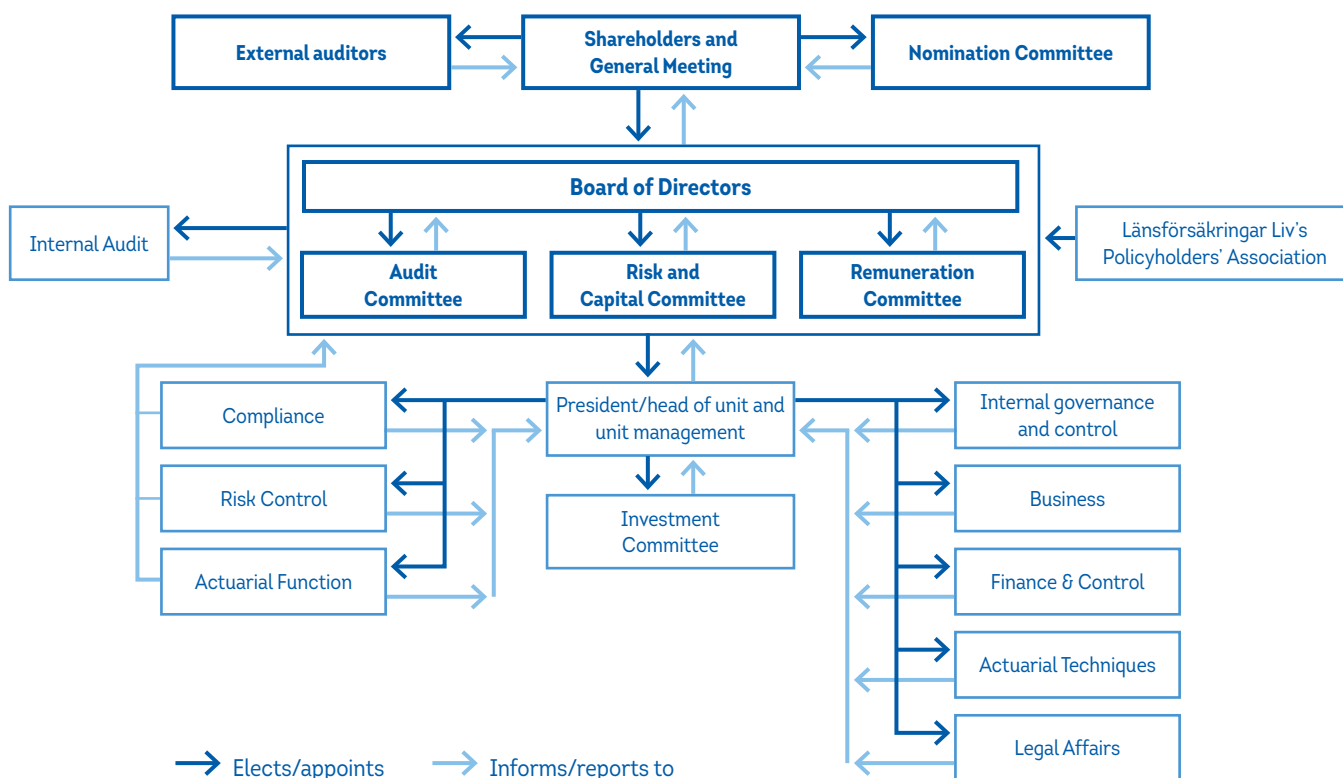 External auditors
Shareholders and
General Meeting
Nomination Committee
Board of Directors
Internal Audit
Länsförsäkringar Liv's
Policyholders' Association
Audit
Committee
Risk and
Capital Committee
Remuneration
Committee
Compliance
President/head of unit and
unit management
Internal governance
and control
Risk Control
Investment
Committee
Business
Actuarial Function
Finance & Control
Actuarial Techniques
Legal Affairs
Elects/appoints
Informs/reports to